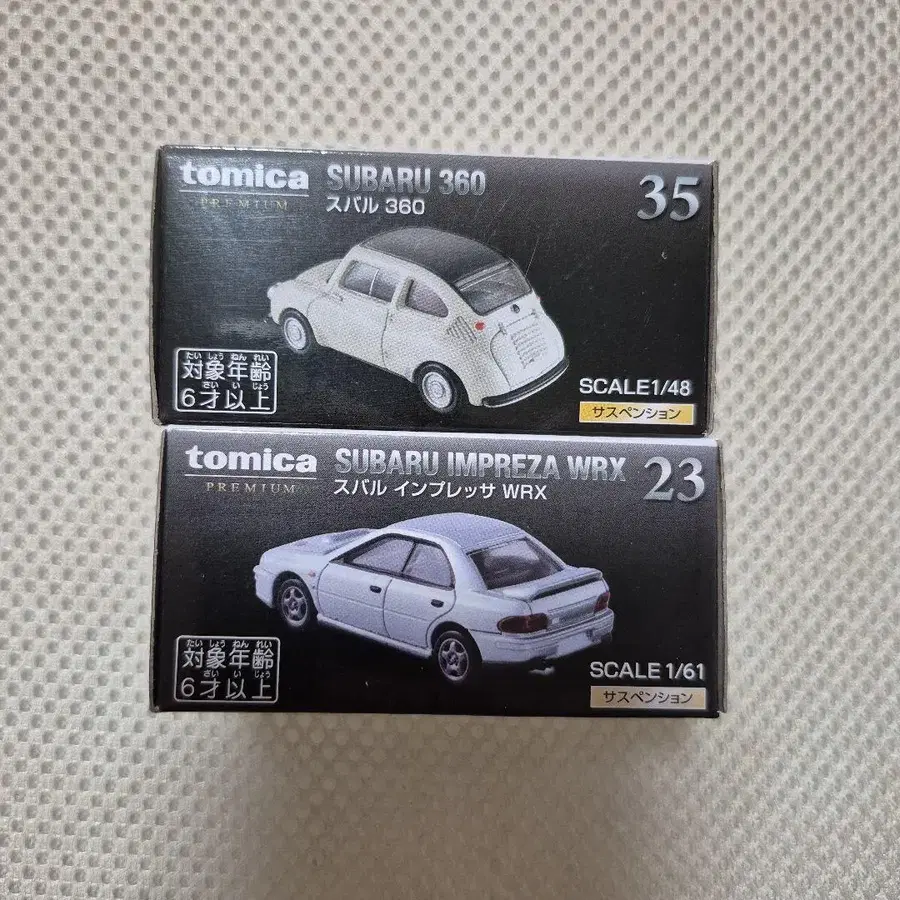 tomica SUBARU 360 35
PREMIUM スバル 360
たい しょう ねん れい
対象年齢
さい い じょう
6才以上
SCALE1/48
サスペンション
tomica SUBARU IMPREZA WRX 23
PREMIUM スバル インプレッサ WRX
たい しょう ねん れい
対象年齢
さい い じょう
6才以上
SCALE 1/61
サスペンション